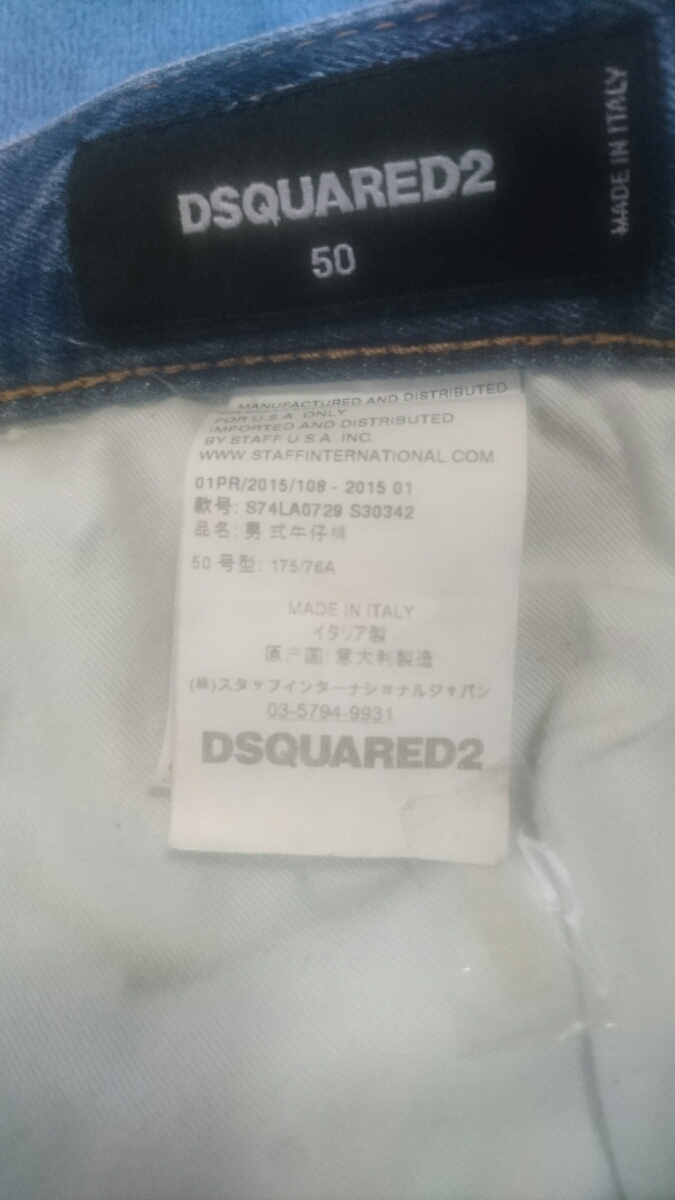 DSQUARED2
50
MADE IN ITALY
MANUFACTURED AND DISTRIBUTED
FOR U.S.A. ONLY
IMPORTED AND DISTRIBUTED
BY STAFF U.S.A. INC.
WWW.STAFFINTERNATIONAL.COM
01PR/2015/108 - 2015 01
款号: S74LA0729 S30342
品名: 男式牛仔裤
50 号型: 175/76A
MADE IN ITALY
イタリア製
原产国: 意大利製造
(株)スタッフインターナショナルジャパン
03-5794-9931
DSQUARED2